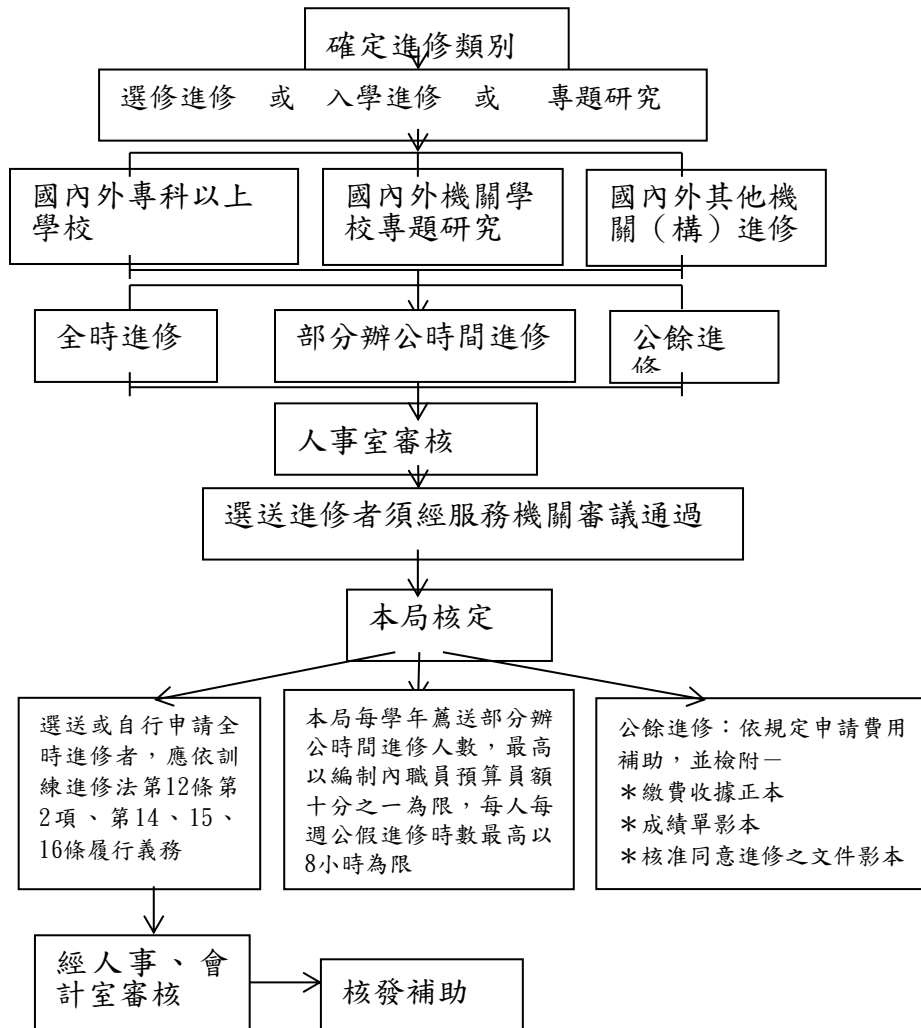 確定進修類別
選修進修 或 入學進修 或 專題研究
國內外專科以上
學校
國內外機關學
校專題研究
國內外其他機
關（構）進修
全時進修
部分辦公時間進修
公餘進
修
人事室審核
選送進修者須經服務機關審議通過
本局核定
選送或自行申請全
時進修者，應依訓
練進修法第12條第
2項、第14、15、
16條履行義務
本局每學年薦送部分辦
公時間進修人數，最高
以編制內職員預算員額
十分之一為限，每人每
週公假進修時數最高以
8小時為限
公餘進修：依規定申請費用
補助，並檢附－
＊繳費收據正本
＊成績單影本
＊核准同意進修之文件影本
經人事、會
計室審核
核發補助